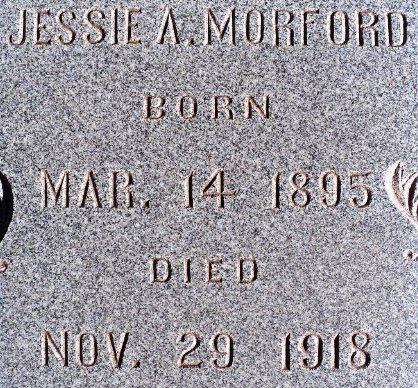 JESSIE A. MORFORD
BORN
MAR. 14 1895
DIED
NOV. 29 1918